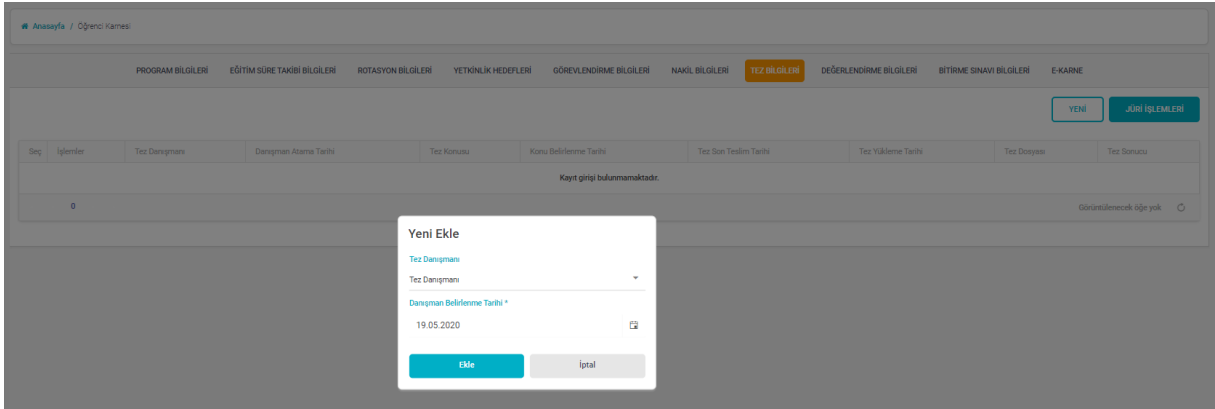 Anasayfa / Öğrenci Karnesi
PROGRAM BİLGİLERİ EĞİTİM SÜRE TAKİBİ BİLGİLERİ ROTASYON BİLGİLERİ YETKİNLİK HEDEFLERİ GÖREVLENDİRME BİLGİLERİ NAKİL BİLGİLERİ TEZ BİLGİLERİ DEĞERLENDİRME BİLGİLERİ BİTİRME SINAVI BİLGİLERİ E-KARNE
YENİ JÜRİ İŞLEMLERİ
Seç İşlemler Tez Danışmanı Danışman Atama Tarihi Tez Konusu Konu Belirlenme Tarihi Tez Son Teslim Tarihi Tez Yükleme Tarihi Tez Dosyası Tez Sonucu
Kayıt girişi bulunmamaktadır.
0 Görüntülenecek öğe yok
Yeni Ekle
Tez Danışmanı
Tez Danışmanı
Danışman Belirlenme Tarihi *
19.05.2020
Ekle İptal